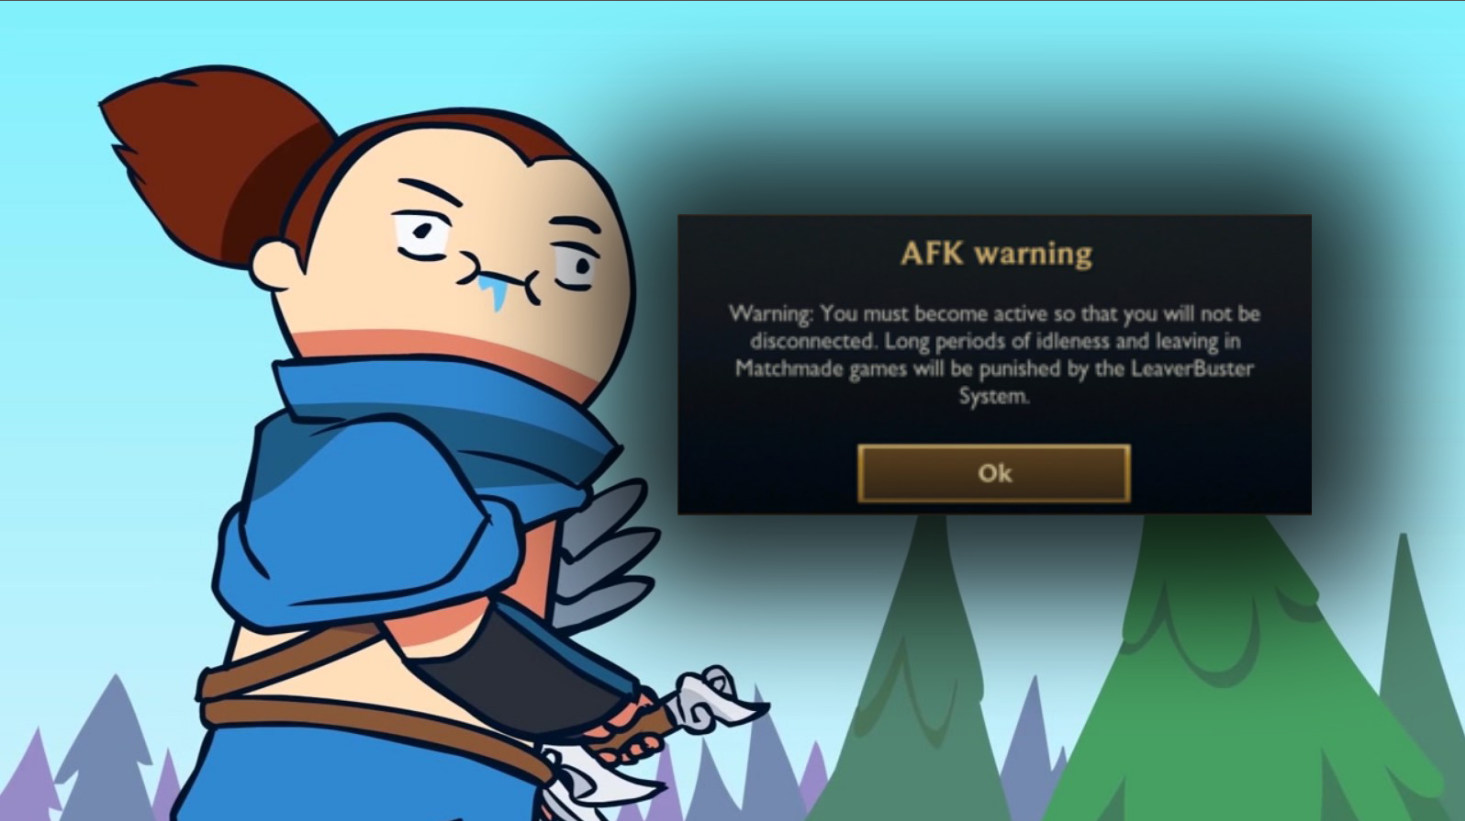 AFK warning
Warning: You must become active so that you will not be
disconnected. Long periods of idleness and leaving in
Matchmade games will be punished by the LeaverBuster
System.
Ok